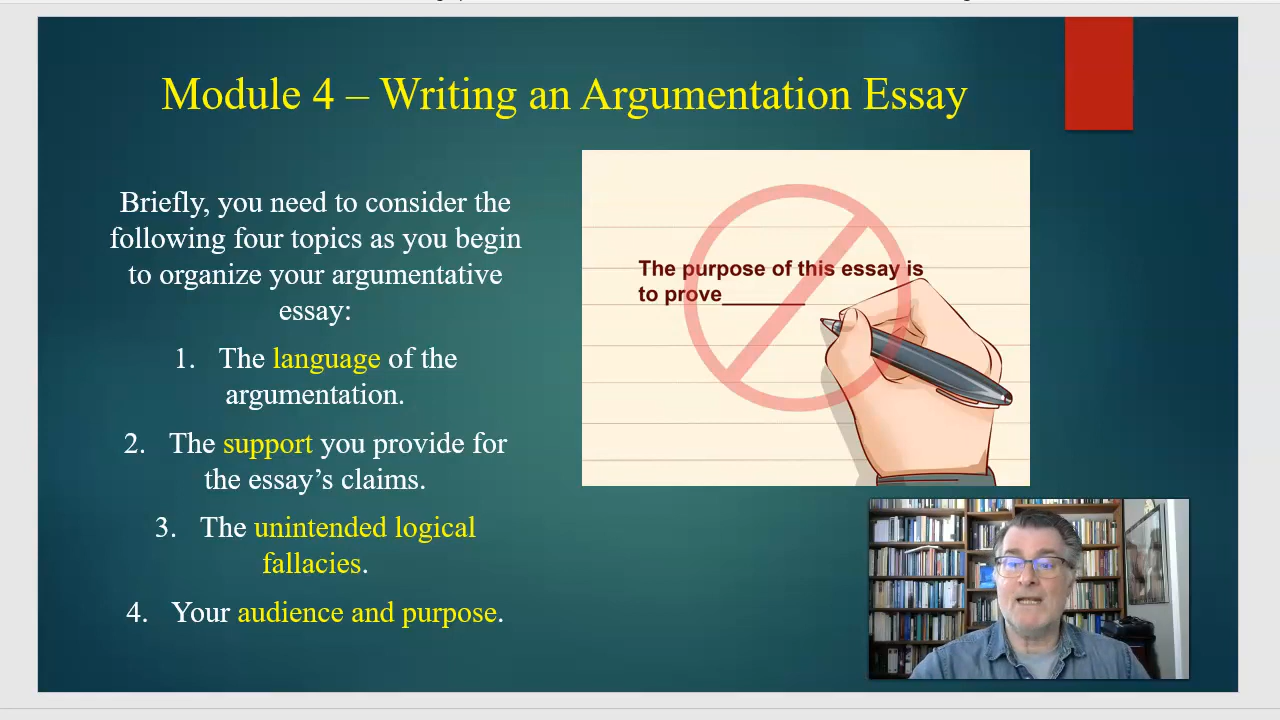 Module 4 – Writing an Argumentation Essay
Briefly, you need to consider the
following four topics as you begin
to organize your argumentative
essay:
1. The language of the
argumentation.
2. The support you provide for
the essay’s claims.
3. The unintended logical
fallacies.
4. Your audience and purpose.
The purpose of this essay is
to prove_______